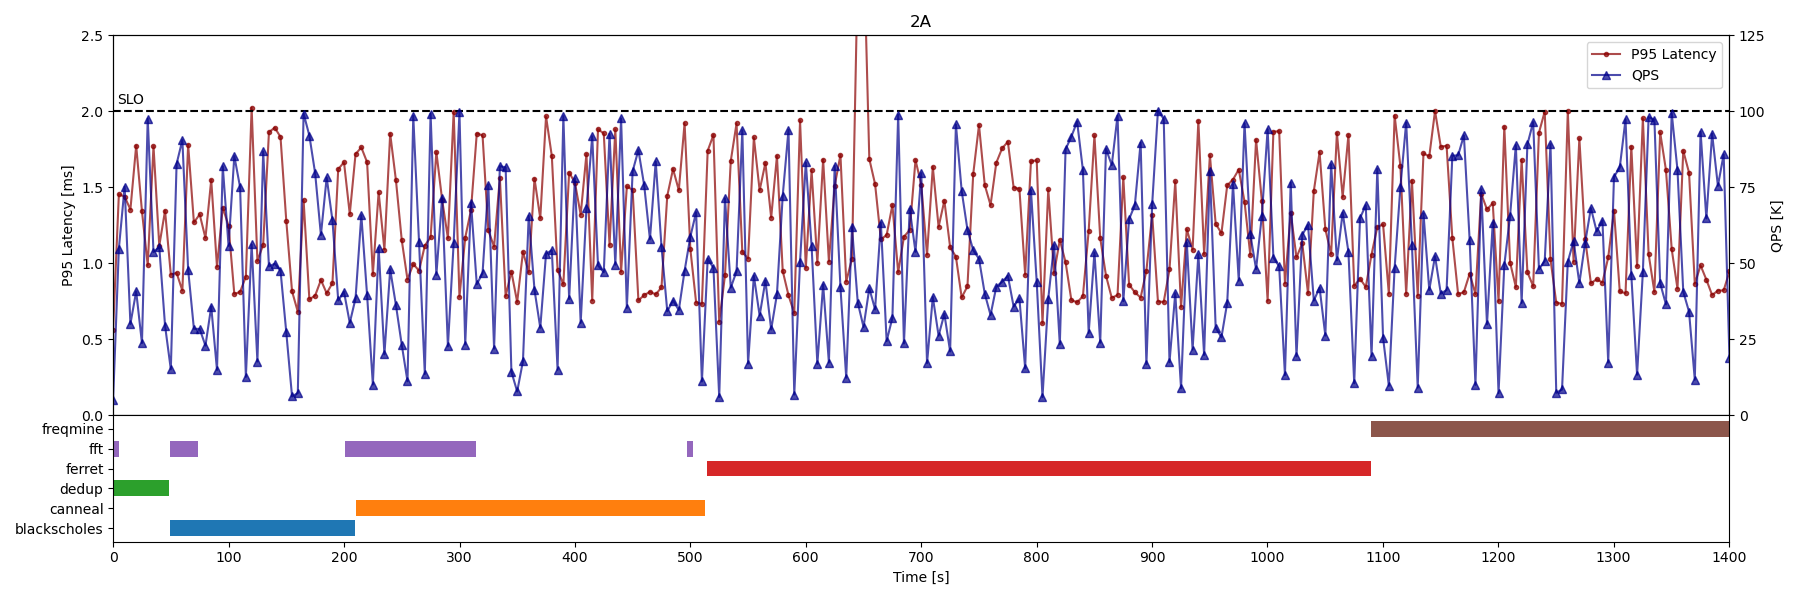 2A
2.5 125
P95 Latency
QPS
SLO
2.0 100
1.5 75
P95 Latency [ms]
QPS [K]
1.0 50
0.5 25
0.0 0
freqmine
fft
ferret
dedup
canneal
blackscholes
0 100 200 300 400 500 600 700 800 900 1000 1100 1200 1300 1400
Time [s]